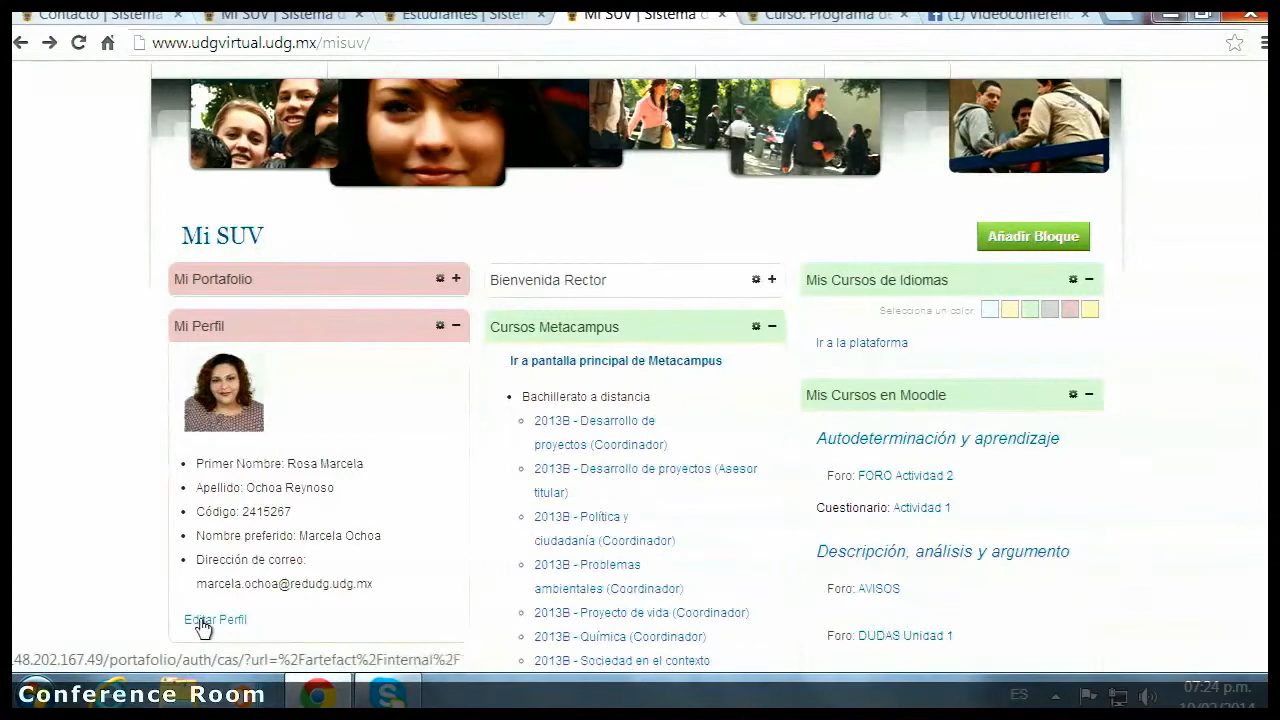 Contacto | Sistema
Mi SUV | Sistema d
Estudiantes | Sistem
Mi SUV | Sistema d
Curso: Programa de
(1) Videoconferenc
www.udgvirtual.udg.mx/misuv/
Mi SUV
Añadir Bloque
Mi Portafolio
Mi Perfil
Primer Nombre: Rosa Marcela
Apellido: Ochoa Reynoso
Código: 2415267
Nombre preferido: Marcela Ochoa
Dirección de correo:
marcela.ochoa@redudg.udg.mx
Editar Perfil
Bienvenida Rector
Cursos Metacampus
Ir a pantalla principal de Metacampus
Bachillerato a distancia
2013B - Desarrollo de
proyectos (Coordinador)
2013B - Desarrollo de proyectos (Asesor
titular)
2013B - Política y
ciudadanía (Coordinador)
2013B - Problemas
ambientales (Coordinador)
2013B - Proyecto de vida (Coordinador)
2013B - Química (Coordinador)
2013B - Sociedad en el contexto
Mis Cursos de Idiomas
Selecciona un color:
Ir a la plataforma
Mis Cursos en Moodle
Autodeterminación y aprendizaje
Foro: FORO Actividad 2
Cuestionario: Actividad 1
Descripción, análisis y argumento
Foro: AVISOS
Foro: DUDAS Unidad 1
48.202.167.49/portafolio/auth/cas/?url=%2Fartefact%2Finternal%2F
Conference Room
ES
07:24 p.m.
10/02/2014